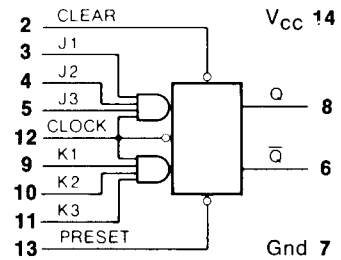 2 CLEAR V_CC 14
3 J1
4 J2
5 J3
12 CLOCK
9 K1
10 K2
11 K3
13 PRESET
Q 8
Q̅ 6
Gnd 7